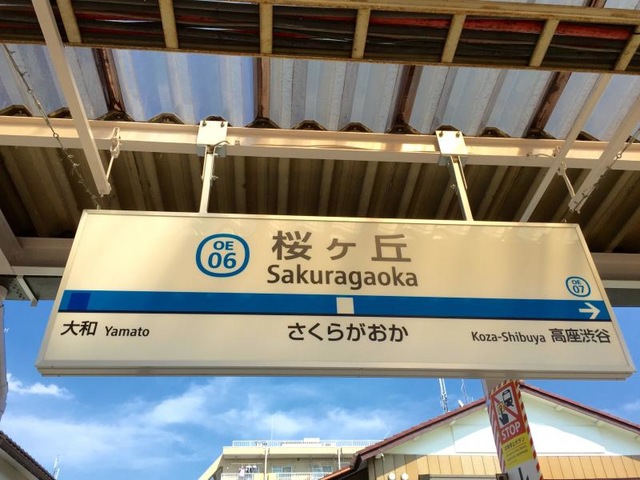 OE
06
桜ヶ丘
Sakuragaoka
OE
07
大和 Yamato
さくらがおか
Koza-Shibuya 高座渋谷
STOP